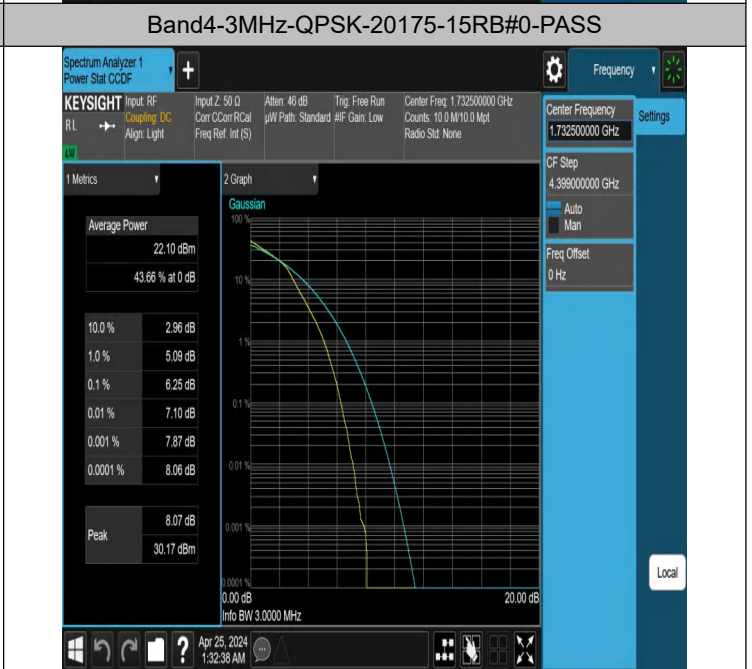 Band4-3MHz-QPSK-20175-15RB#0-PASS
Spectrum Analyzer 1
Power Stat CCDF
+
Frequency
KEYSIGHT
RL
LXI
Input: RF
Coupling: DC
Align: Light
Input Z: 50 Ω
Corr CCorr RCal
Freq Ref: Int (S)
Atten: 46 dB
µW Path: Standard
Trig: Free Run
#IF Gain: Low
Center Freq: 1.732500000 GHz
Counts: 10.0 M/10.0 Mpt
Radio Std: None
Center Frequency
1.732500000 GHz
Settings
CF Step
4.399000000 GHz
Auto
Man
Freq Offset
0 Hz
1 Metrics
Average Power
22.10 dBm
43.66 % at 0 dB
10.0 % 2.96 dB
1.0 % 5.09 dB
0.1 % 6.25 dB
0.01 % 7.10 dB
0.001 % 7.87 dB
0.0001 % 8.06 dB
Peak
8.07 dB
30.17 dBm
2 Graph
Gaussian
100 %
10 %
1 %
0.1 %
0.01 %
0.001 %
0.0001 %
0.00 dB 20.00 dB
Info BW 3.0000 MHz
Local
?
Apr 25, 2024
1:32:38 AM